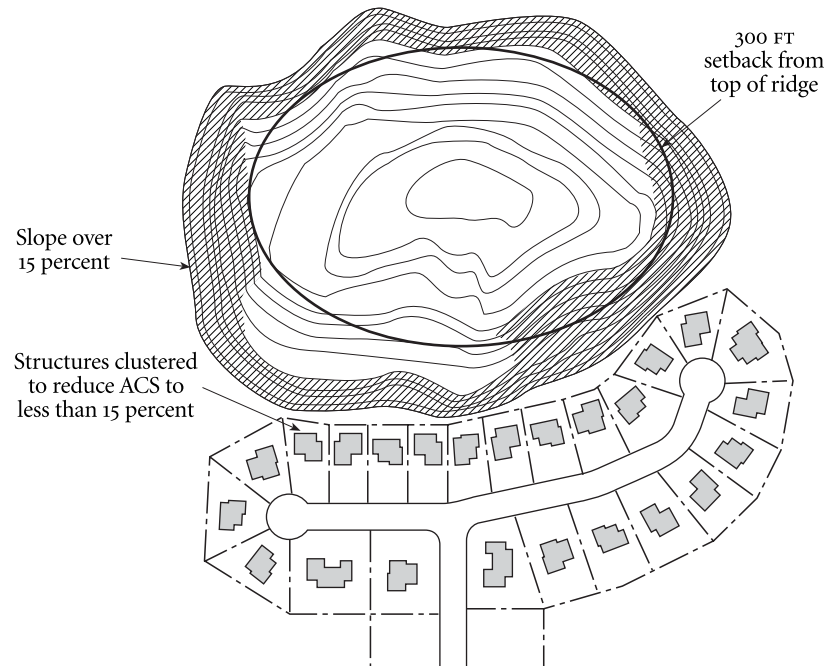 300 FT
setback from
top of ridge
Slope over
15 percent
Structures clustered
to reduce ACS to
less than 15 percent